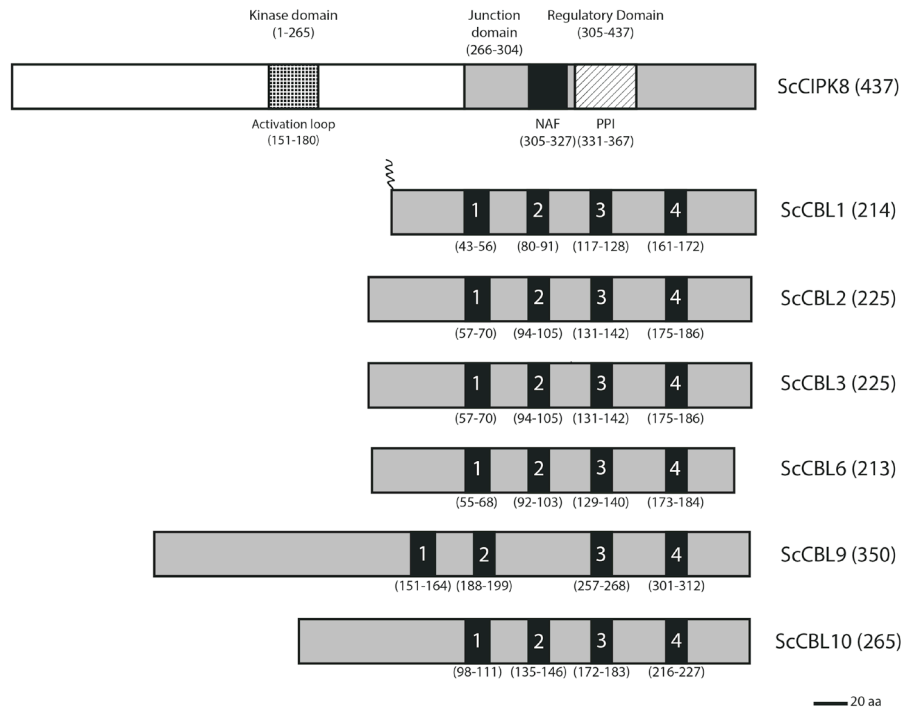 Kinase domain
(1-265)
Junction
domain
(266-304)
Regulatory Domain
(305-437)
ScCIPK8 (437)
Activation loop
(151-180)
NAF
(305-327)
PPI
(331-367)
1 2 3 4
ScCBL1 (214)
(43-56) (80-91) (117-128) (161-172)
1 2 3 4
ScCBL2 (225)
(57-70) (94-105) (131-142) (175-186)
1 2 3 4
ScCBL3 (225)
(57-70) (94-105) (131-142) (175-186)
1 2 3 4
ScCBL6 (213)
(55-68) (92-103) (129-140) (173-184)
1 2 3 4
ScCBL9 (350)
(151-164) (188-199) (257-268) (301-312)
1 2 3 4
ScCBL10 (265)
(98-111) (135-146) (172-183) (216-227)
20 aa